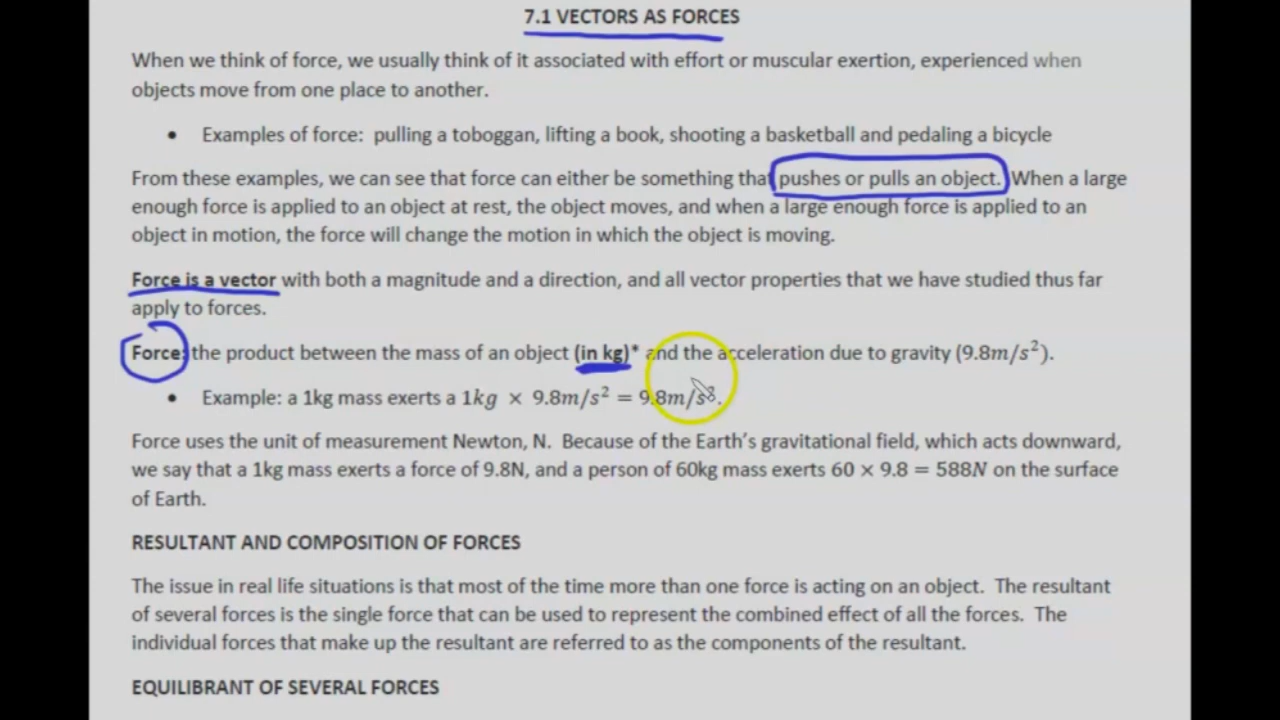 7.1 VECTORS AS FORCES
When we think of force, we usually think of it associated with effort or muscular exertion, experienced when
objects move from one place to another.
• Examples of force: pulling a toboggan, lifting a book, shooting a basketball and pedaling a bicycle
From these examples, we can see that force can either be something that pushes or pulls an object. When a large
enough force is applied to an object at rest, the object moves, and when a large enough force is applied to an
object in motion, the force will change the motion in which the object is moving.
Force is a vector with both a magnitude and a direction, and all vector properties that we have studied thus far
apply to forces.
Force: the product between the mass of an object (in kg)* and the acceleration due to gravity (9.8m/s²).
• Example: a 1kg mass exerts a 1kg × 9.8m/s² = 9.8m/s².
Force uses the unit of measurement Newton, N. Because of the Earth's gravitational field, which acts downward,
we say that a 1kg mass exerts a force of 9.8N, and a person of 60kg mass exerts 60 × 9.8 = 588N on the surface
of Earth.
RESULTANT AND COMPOSITION OF FORCES
The issue in real life situations is that most of the time more than one force is acting on an object. The resultant
of several forces is the single force that can be used to represent the combined effect of all the forces. The
individual forces that make up the resultant are referred to as the components of the resultant.
EQUILIBRANT OF SEVERAL FORCES